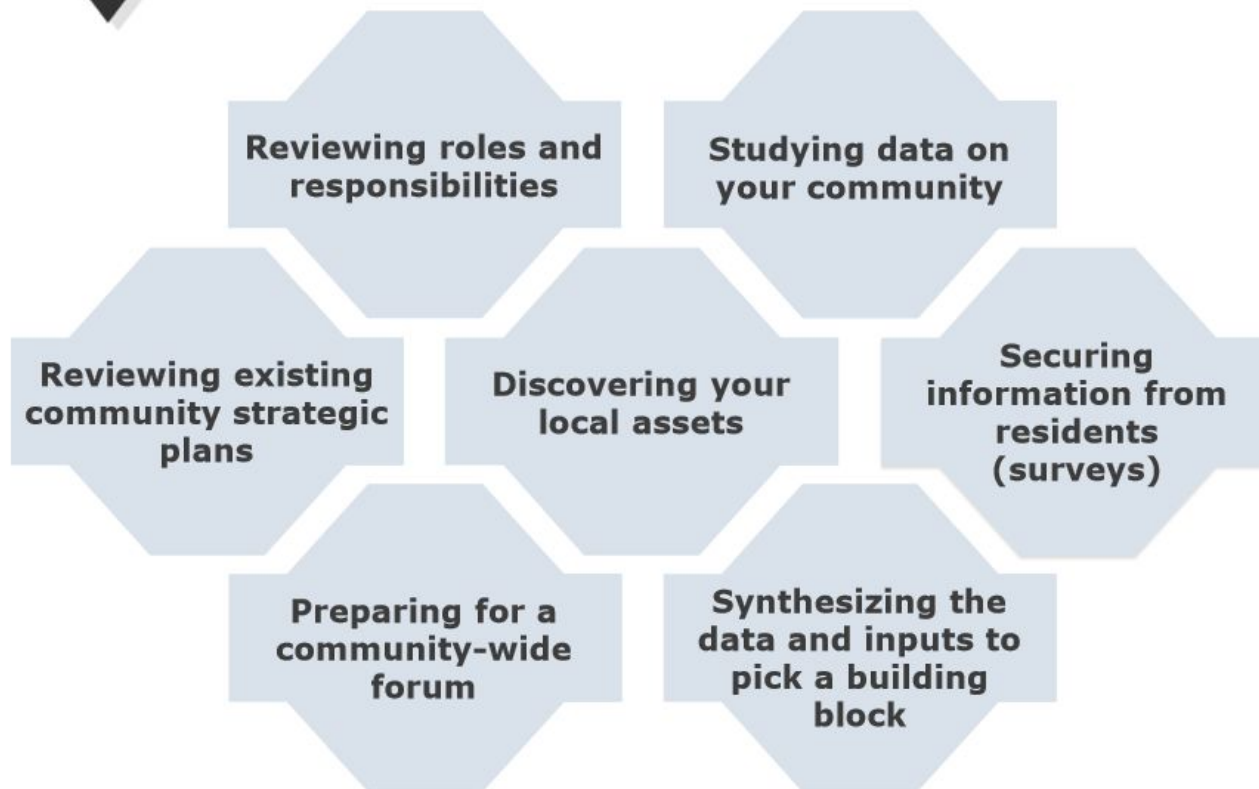 Reviewing roles and
responsibilities
Studying data on
your community
Reviewing existing
community strategic
plans
Discovering your
local assets
Securing
information from
residents
(surveys)
Preparing for a
community-wide
forum
Synthesizing the
data and inputs to
pick a building
block